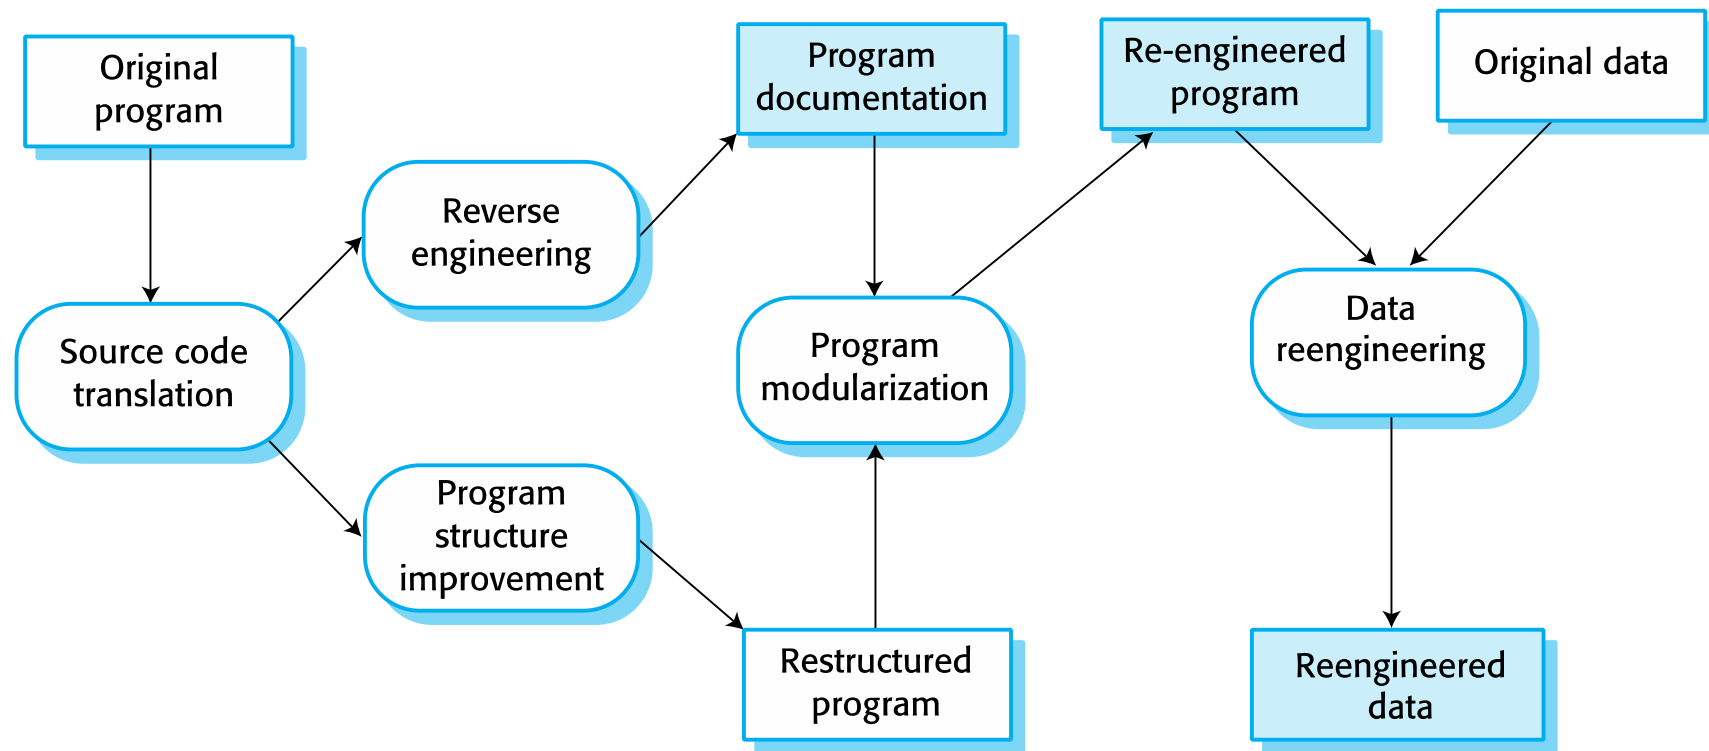 Original
program
Source code
translation
Reverse
engineering
Program
structure
improvement
Program
documentation
Program
modularization
Restructured
program
Re-engineered
program
Original data
Data
reengineering
Reengineered
data